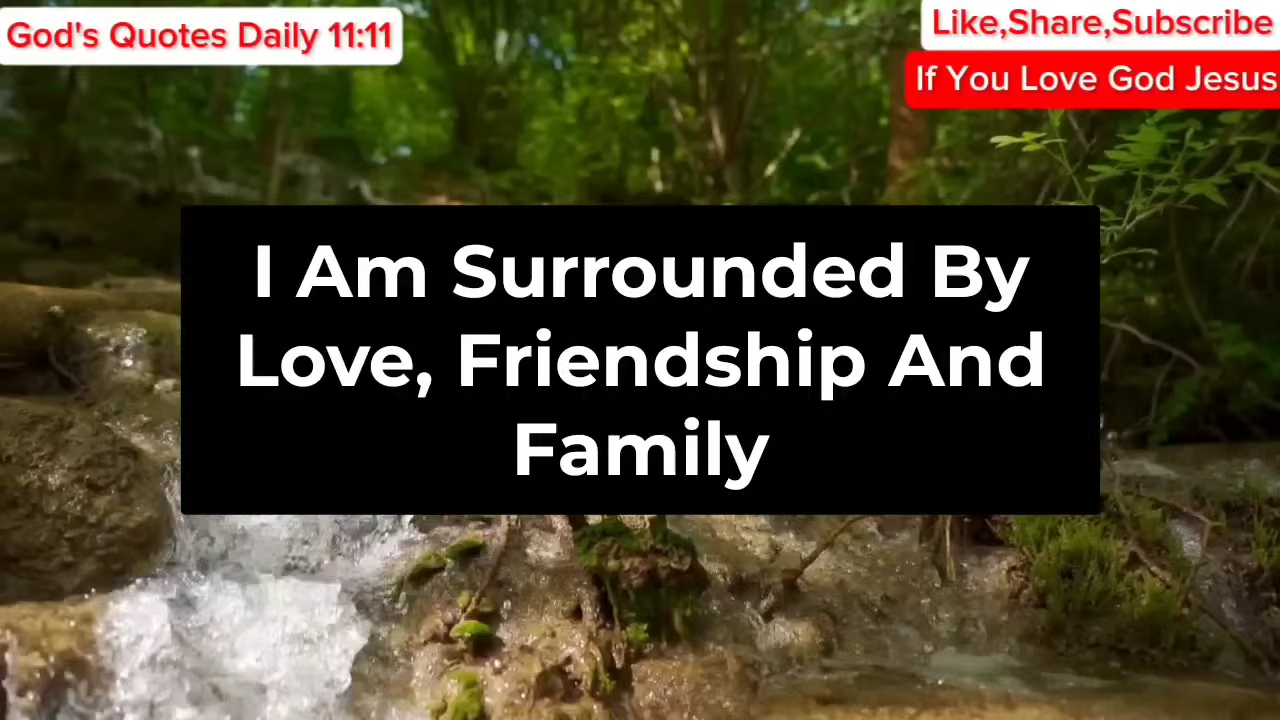 God's Quotes Daily 11:11
Like,Share,Subscribe
If You Love God Jesus
I Am Surrounded By
Love, Friendship And
Family